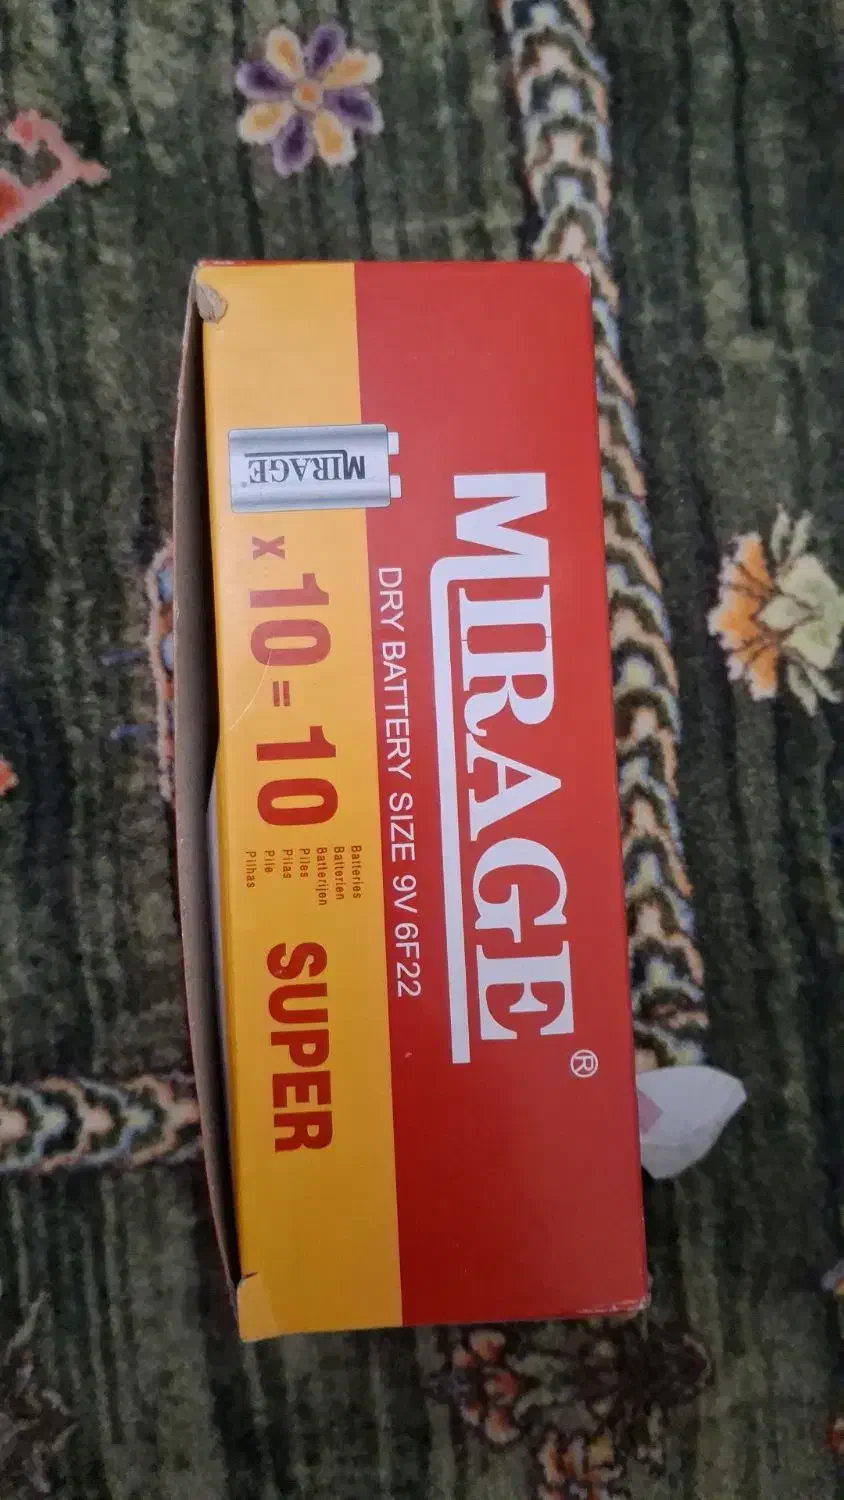 MIRAGE®
DRY BATTERY SIZE 9V 6F22
MIRAGE®
x 10 = 10
Batteries
Batterien
Batterijen
Piles
Pilas
Pile
Pilhas
SUPER